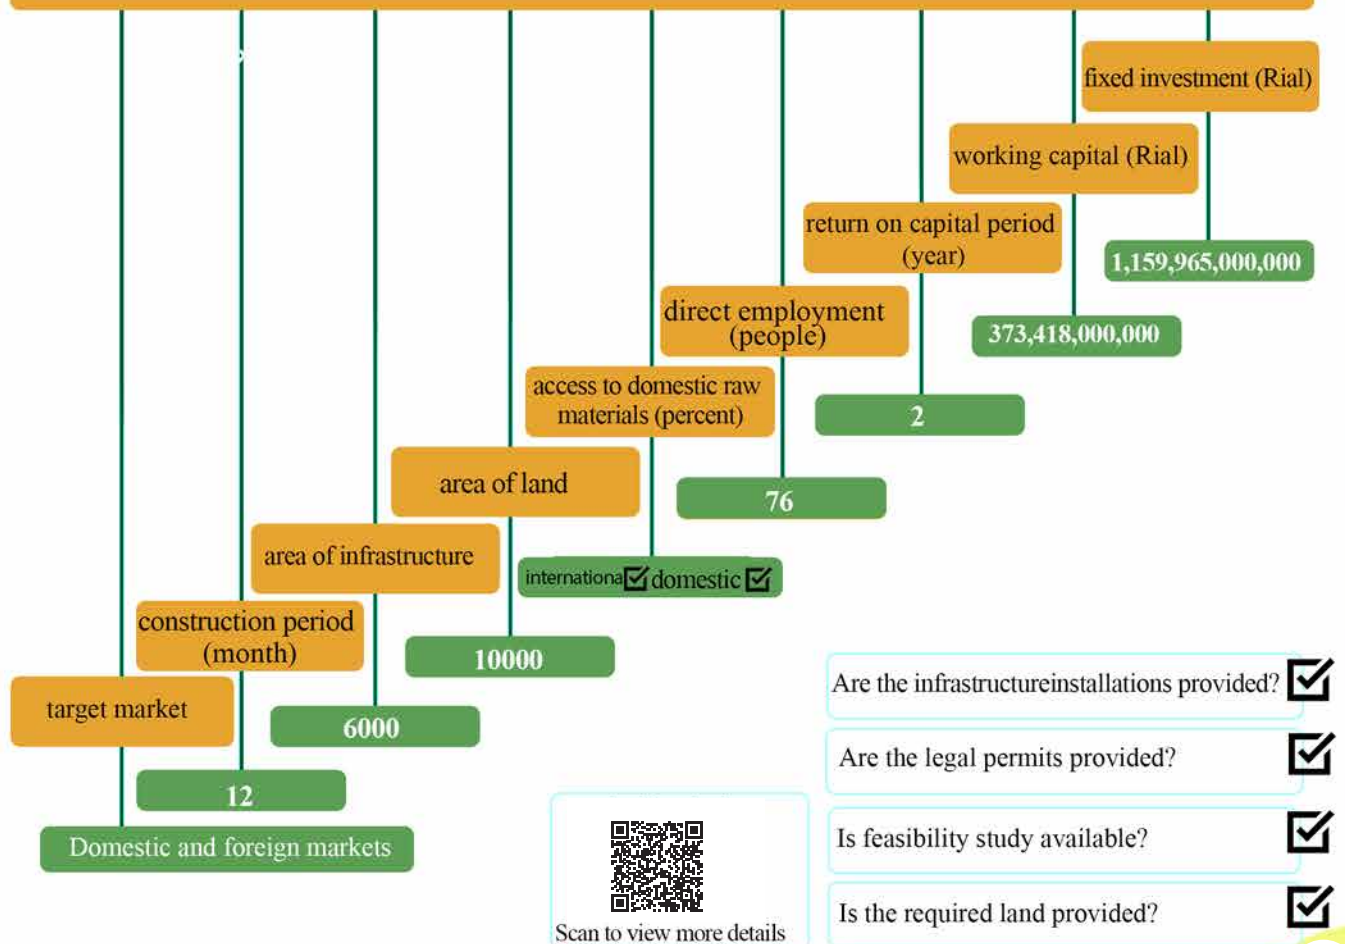 fixed investment (Rial)
working capital (Rial)
return on capital period
(year)
1,159,965,000,000
direct employment
(people)
373,418,000,000
access to domestic raw
materials (percent)
2
area of land
76
area of infrastructure
internationa domestic
construction period
(month)
10000
target market
6000
12
Domestic and foreign markets
Are the infrastructureinstallations provided?
Are the legal permits provided?
Is feasibility study available?
Is the required land provided?
Scan to view more details